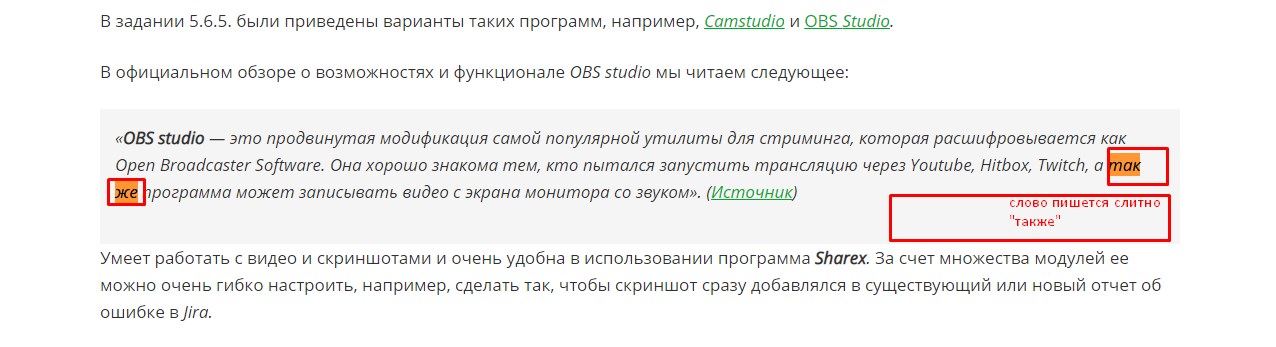 В задании 5.6.5. были приведены варианты таких программ, например, Camstudio и OBS Studio.
В официальном обзоре о возможностях и функционале OBS studio мы читаем следующее:
«OBS studio — это продвинутая модификация самой популярной утилиты для стриминга, которая расшифровывается как
Open Broadcaster Software. Она хорошо знакома тем, кто пытался запустить трансляцию через Youtube, Hitbox, Twitch, а так
же программа может записывать видео с экрана монитора со звуком». (Источник)
слово пишется слитно
"также"
Умеет работать с видео и скриншотами и очень удобна в использовании программа Sharex. За счет множества модулей ее
можно очень гибко настроить, например, сделать так, чтобы скриншот сразу добавлялся в существующий или новый отчет об
ошибке в Jira.